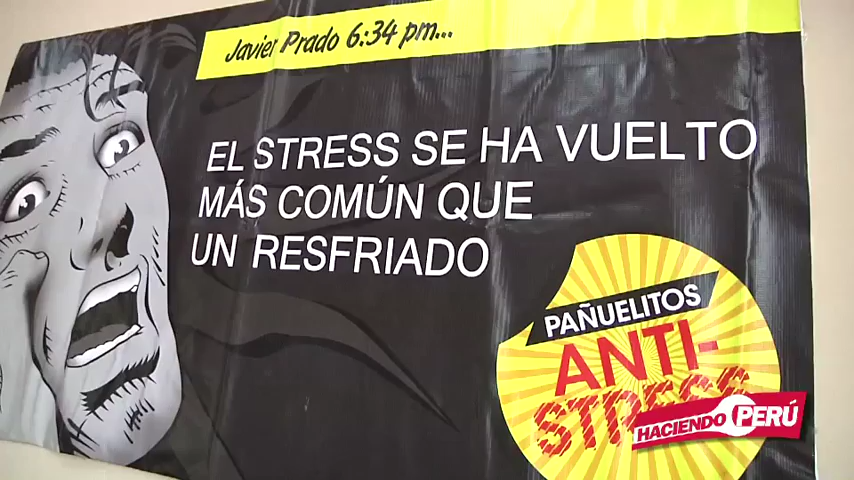 Javier Prado 6:34 pm...
EL STRESS SE HA VUELTO
MÁS COMÚN QUE
UN RESFRIADO
PAÑUELITOS
ANTI-
STRESS
HACIENDO PERÚ